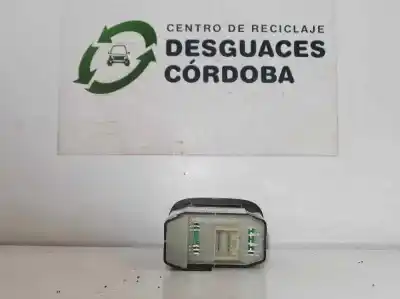 CENTRO DE RECICLAJE
DESGUACES
CÓRDOBA